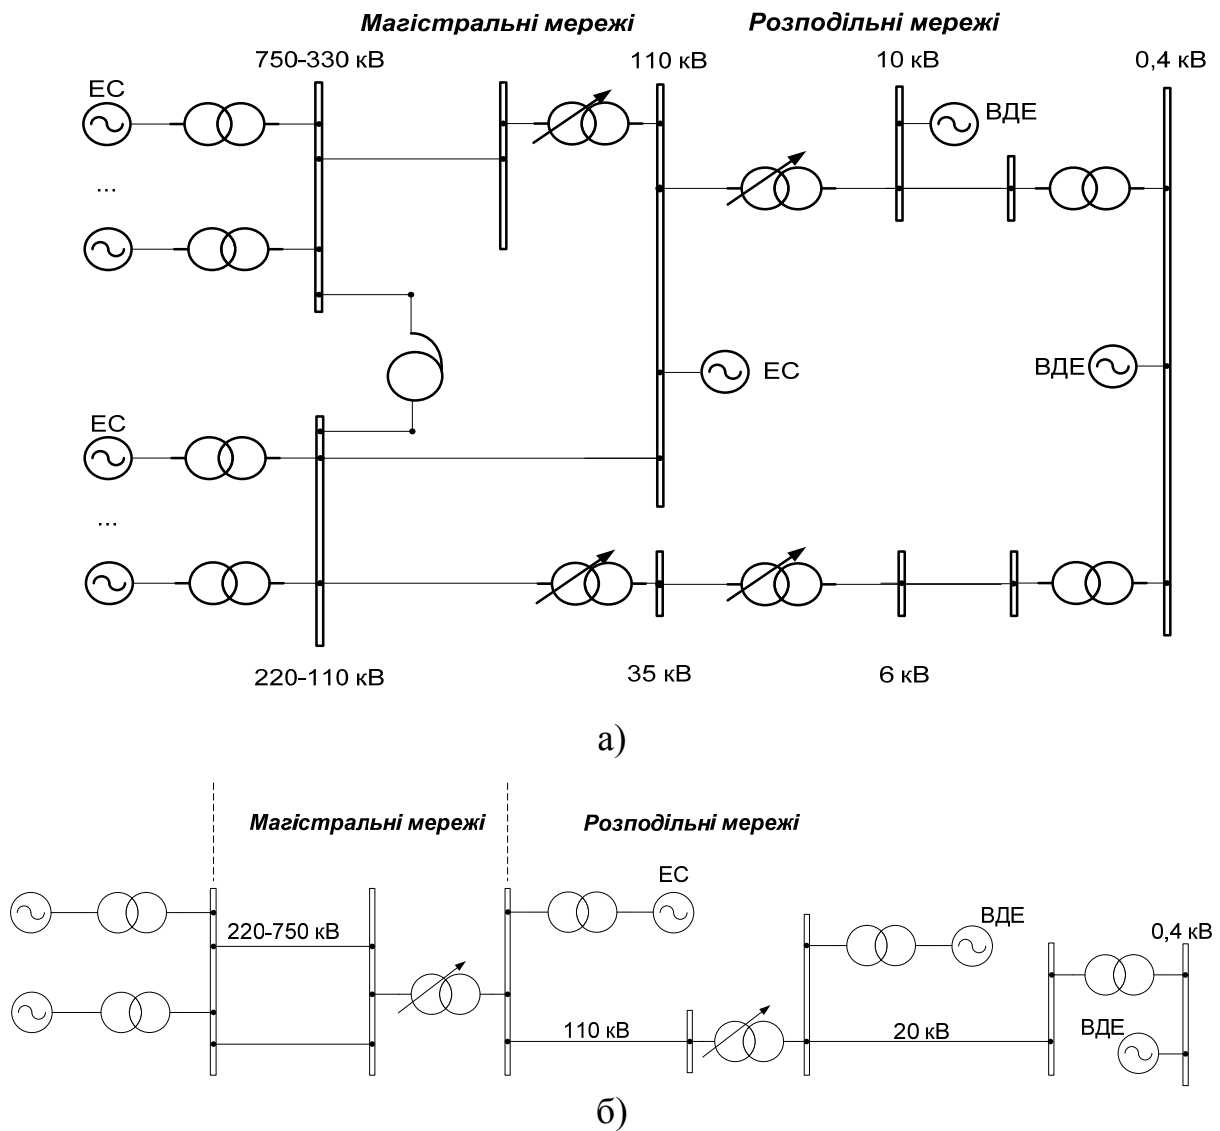 Магістральні мережі Розподільні мережі
750-330 кВ 110 кВ 10 кВ 0,4 кВ
ЕС
ВДЕ
...
ЕС
ВДЕ
ЕС
...
220-110 кВ 35 кВ 6 кВ
а)
Магістральні мережі Розподільні мережі
ЕС
ВДЕ
220-750 кВ
0,4 кВ
110 кВ
20 кВ
ВДЕ
б)